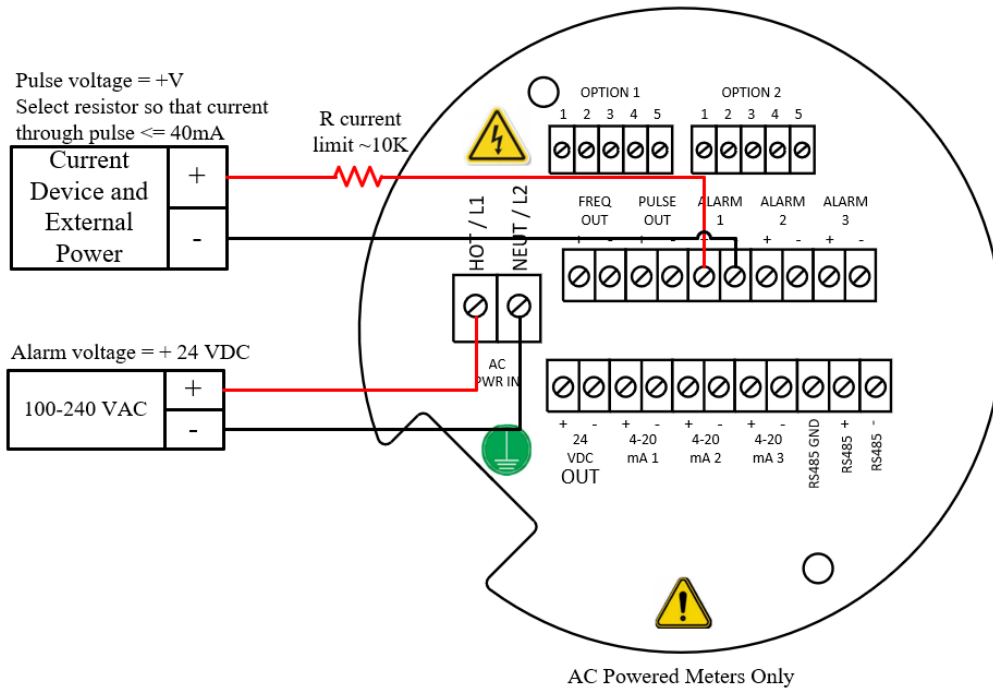 Pulse voltage = +V
Select resistor so that current
through pulse <= 40mA
Current
Device and
External
Power
+
-
R current
limit ~10K
OPTION 1
1 2 3 4 5
OPTION 2
1 2 3 4 5
HOT / L1
NEUT / L2
FREQ
OUT
+ -
PULSE
OUT
+ -
ALARM
1
+ -
ALARM
2
+ -
ALARM
3
+ -
Alarm voltage = + 24 VDC
100-240 VAC
+
-
AC
PWR IN
+ -
24
VDC
OUT
+ -
4-20
mA 1
+ -
4-20
mA 2
+ -
4-20
mA 3
RS485 GND
RS485 +
RS485 -
AC Powered Meters Only